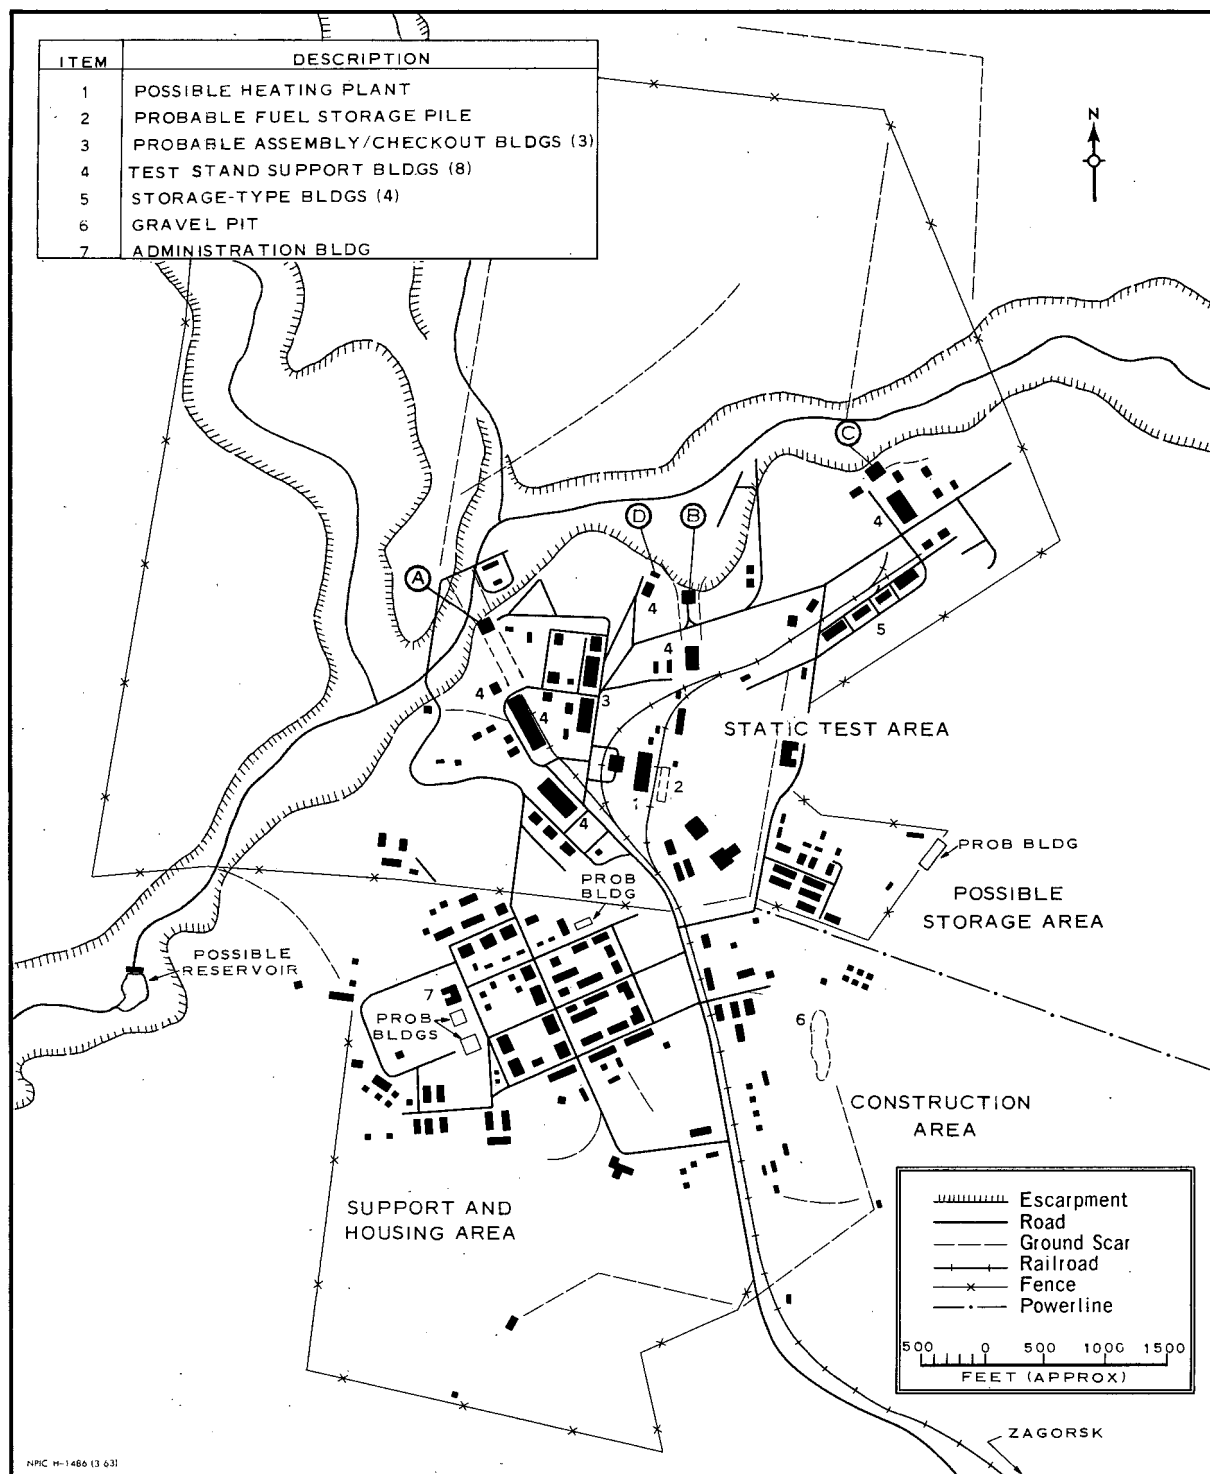 ITEM DESCRIPTION
1 POSSIBLE HEATING PLANT
2 PROBABLE FUEL STORAGE PILE
3 PROBABLE ASSEMBLY/CHECKOUT BLDGS (3)
4 TEST STAND SUPPORT BLDGS (8)
5 STORAGE-TYPE BLDGS (4)
6 GRAVEL PIT
7 ADMINISTRATION BLDG
N
C
D
B
A
4
4
4
5
4
3
4
STATIC TEST AREA
2
1
4
PROB BLDG
PROB
BLDG
POSSIBLE
STORAGE AREA
POSSIBLE
RESERVOIR
7
PROB
BLDGS
6
CONSTRUCTION
AREA
SUPPORT AND
HOUSING AREA
Escarpment
Road
Ground Scar
Railroad
Fence
Powerline
500 0 500 1000 1500
FEET (APPROX)
ZAGORSK
NPIC H-1486 (3 63)